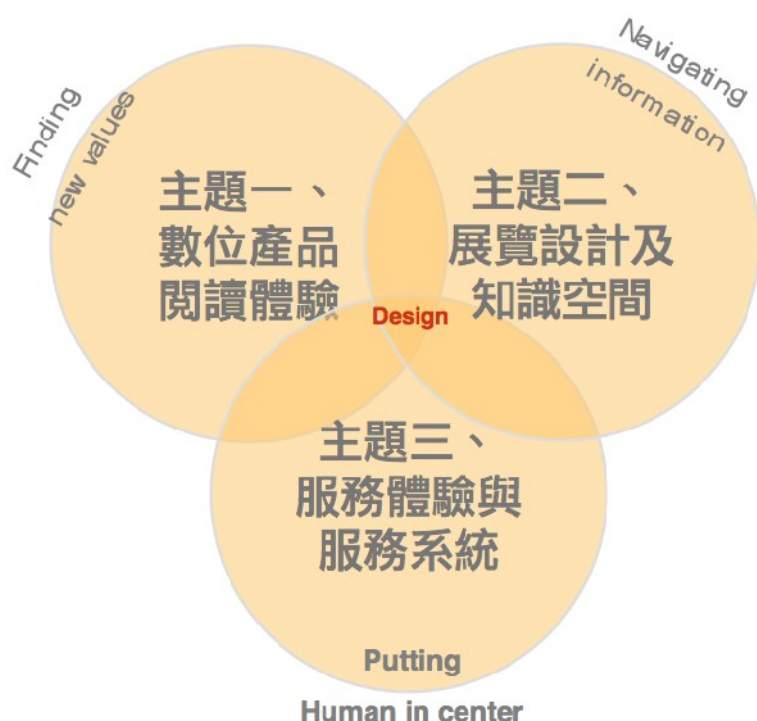 Finding
new values
Navigating
information
主題一、
數位產品
閱讀體驗
主題二、
展覽設計及
知識空間
Design
主題三、
服務體驗與
服務系統
Putting
Human in center